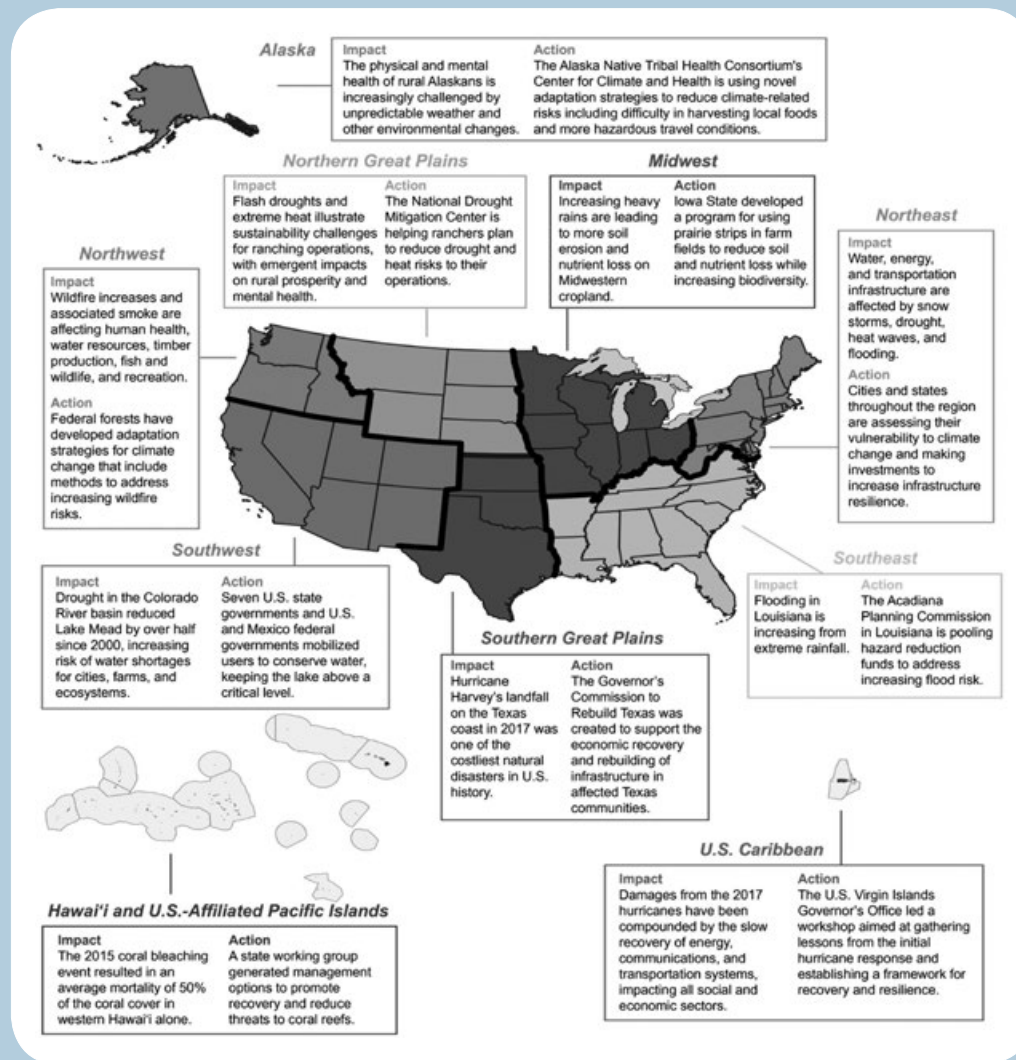 Alaska
Impact
The physical and mental
health of rural Alaskans is
increasingly challenged by
unpredictable weather and
other environmental changes.
Action
The Alaska Native Tribal Health Consortium's
Center for Climate and Health is using novel
adaptation strategies to reduce climate-related
risks including difficulty in harvesting local foods
and more hazardous travel conditions.
Northern Great Plains
Impact
Flash droughts and
extreme heat illustrate
sustainability challenges
for ranching operations,
with emergent impacts
on rural prosperity and
mental health.
Action
The National Drought
Mitigation Center is
helping ranchers plan
to reduce drought and
heat risks to their
operations.
Midwest
Impact
Increasing heavy
rains are leading
to more soil
erosion and
nutrient loss on
Midwestern
cropland.
Action
Iowa State developed
a program for using
prairie strips in farm
fields to reduce soil
and nutrient loss while
increasing biodiversity.
Northeast
Impact
Water, energy,
and transportation
infrastructure are
affected by snow
storms, drought,
heat waves, and
flooding.
Action
Cities and states
throughout the region
are assessing their
vulnerability to climate
change and making
investments to
increase infrastructure
resilience.
Northwest
Impact
Wildfire increases and
associated smoke are
affecting human health,
water resources, timber
production, fish and
wildlife, and recreation.
Action
Federal forests have
developed adaptation
strategies for climate
change that include
methods to address
increasing wildfire
risks.
Southwest
Impact
Drought in the Colorado
River basin reduced
Lake Mead by over half
since 2000, increasing
risk of water shortages
for cities, farms, and
ecosystems.
Action
Seven U.S. state
governments and U.S.
and Mexico federal
governments mobilized
users to conserve water,
keeping the lake above a
critical level.
Southeast
Impact
Flooding in
Louisiana is
increasing from
extreme rainfall.
Action
The Acadiana
Planning Commission
in Louisiana is pooling
hazard reduction
funds to address
increasing flood risk.
Southern Great Plains
Impact
Hurricane
Harvey's landfall
on the Texas
coast in 2017 was
one of the
costliest natural
disasters in U.S.
history.
Action
The Governor's
Commission to
Rebuild Texas was
created to support the
economic recovery
and rebuilding of
infrastructure in
affected Texas
communities.
U.S. Caribbean
Impact
Damages from the 2017
hurricanes have been
compounded by the slow
recovery of energy,
communications, and
transportation systems,
impacting all social and
economic sectors.
Action
The U.S. Virgin Islands
Governor's Office led a
workshop aimed at gathering
lessons from the initial
hurricane response and
establishing a framework for
recovery and resilience.
Hawai‘i and U.S.-Affiliated Pacific Islands
Impact
The 2015 coral bleaching
event resulted in an
average mortality of 50%
of the coral cover in
western Hawai‘i alone.
Action
A state working group
generated management
options to promote
recovery and reduce
threats to coral reefs.